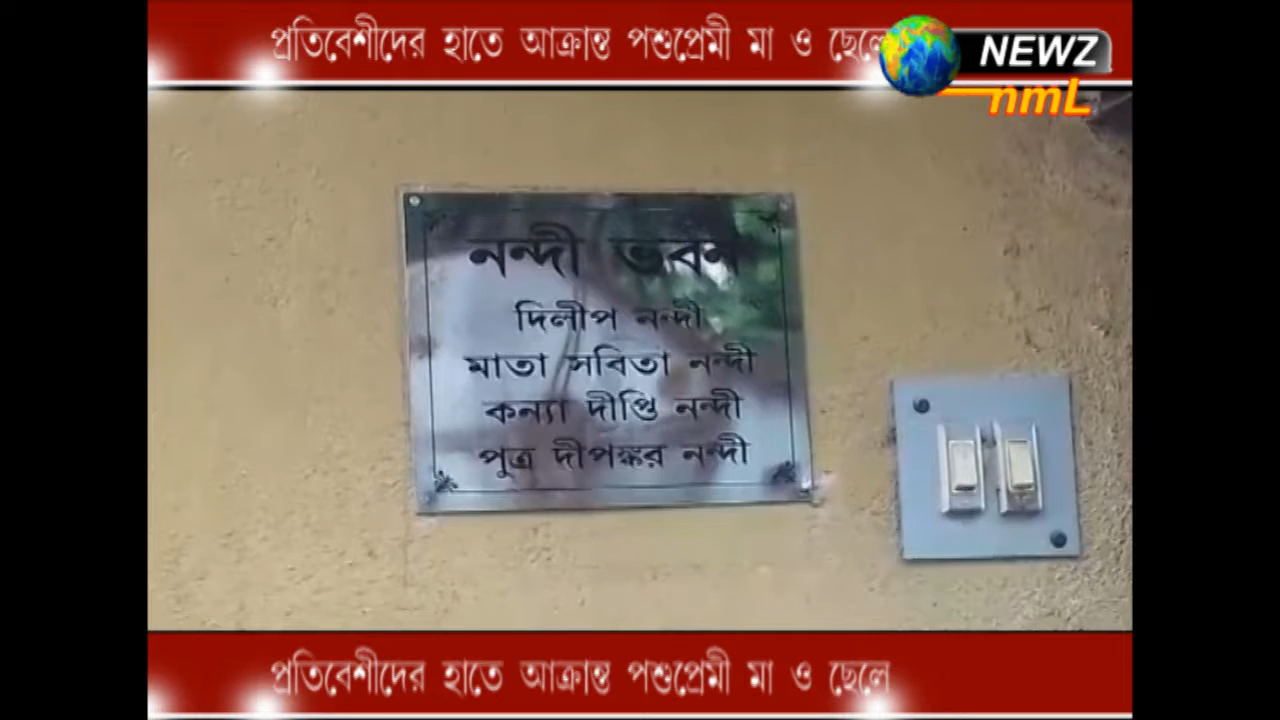 প্রতিবেশীদের হাতে আক্রান্ত পশুপ্রেমী মা ও ছেলে
NEWZ
nmL
নন্দী ভবন
দিলীপ নন্দী
মাতা সবিতা নন্দী
কন্যা দীপ্তি নন্দী
পুত্র দীপঙ্কর নন্দী
প্রতিবেশীদের হাতে আক্রান্ত পশুপ্রেমী মা ও ছেলে